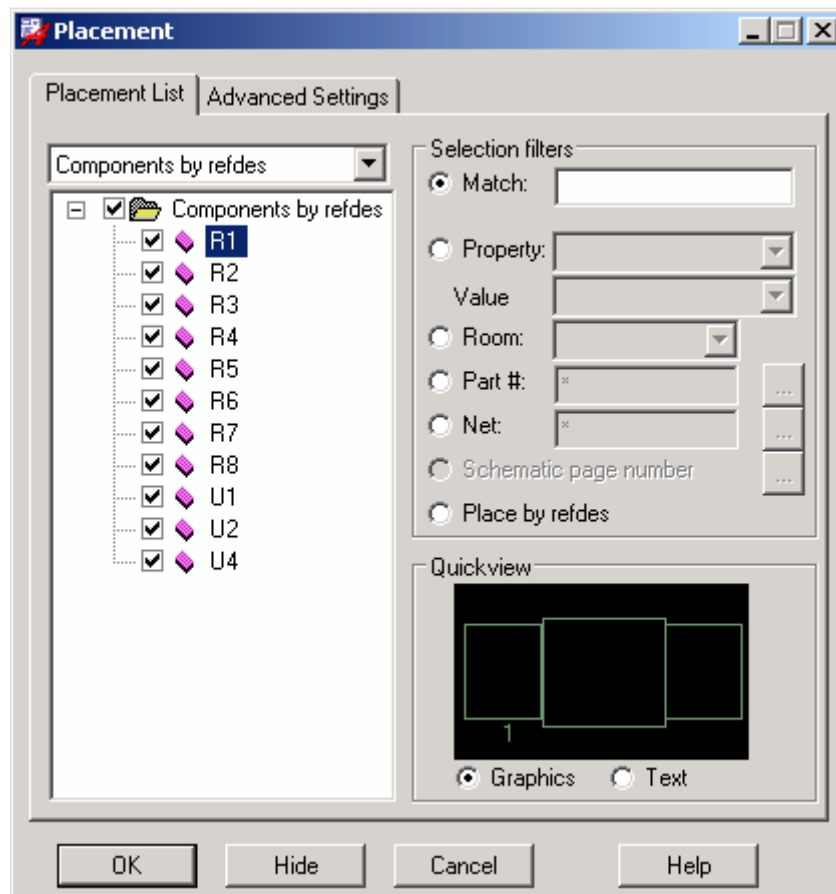 Placement
Placement List
Advanced Settings
Components by refdes
Components by refdes
R1
R2
R3
R4
R5
R6
R7
R8
U1
U2
U4
Selection filters
Match:
Property:
Value
Room:
Part #: * ...
Net: * ...
Schematic page number ...
Place by refdes
Quickview
1
Graphics
Text
OK
Hide
Cancel
Help